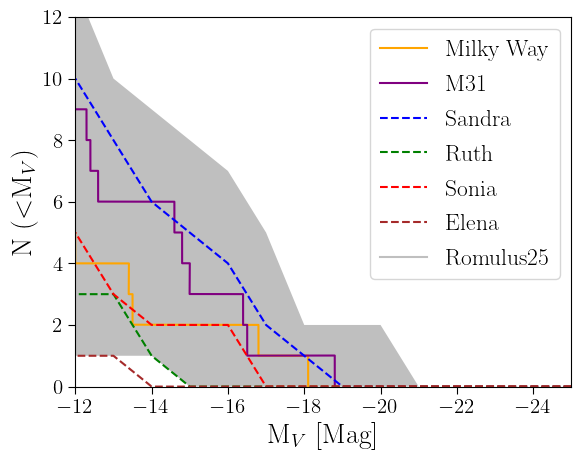 12
10
8
6
4
2
0
N (<M_V)
−12
−14
−16
−18
−20
−22
−24
M_V [Mag]
Milky Way
M31
Sandra
Ruth
Sonia
Elena
Romulus25